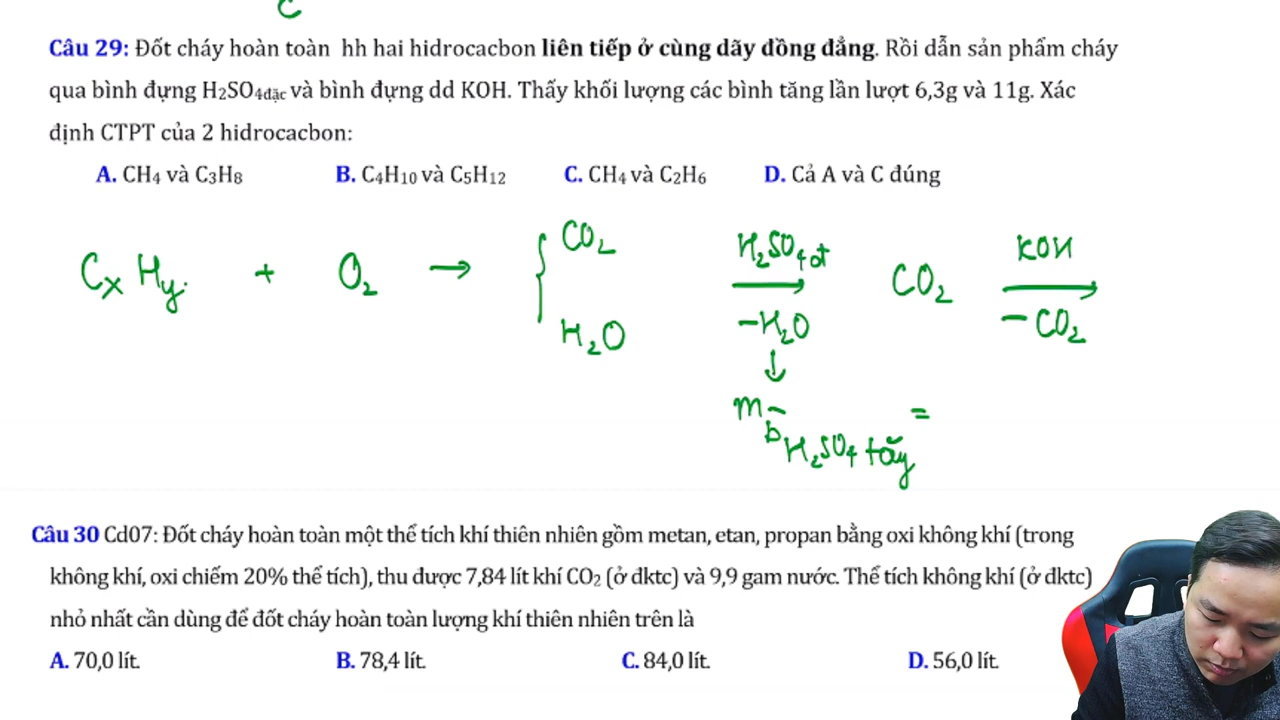 C
Câu 29: Đốt cháy hoàn toàn hh hai hidrocacbon liên tiếp ở cùng dãy đồng đẳng. Rồi dẫn sản phẩm cháy
qua bình đựng H₂SO₄đặc và bình đựng dd KOH. Thấy khối lượng các bình tăng lần lượt 6,3g và 11g. Xác
định CTPT của 2 hidrocacbon:
A. CH₄ và C₃H₈ B. C₄H₁₀ và C₅H₁₂ C. CH₄ và C₂H₆ D. Cả A và C đúng
CxHy + O₂ → { CO₂ H₂O H₂SO₄ đ → -H₂O CO₂ KOH → -CO₂
↓
m b H₂SO₄ tăg =
Câu 30 Cd07: Đốt cháy hoàn toàn một thể tích khí thiên nhiên gồm metan, etan, propan bằng oxi không khí (trong
không khí, oxi chiếm 20% thể tích), thu được 7,84 lít khí CO₂ (ở đktc) và 9,9 gam nước. Thể tích không khí (ở đktc)
nhỏ nhất cần dùng để đốt cháy hoàn toàn lượng khí thiên nhiên trên là
A. 70,0 lít. B. 78,4 lít. C. 84,0 lít. D. 56,0 lít.